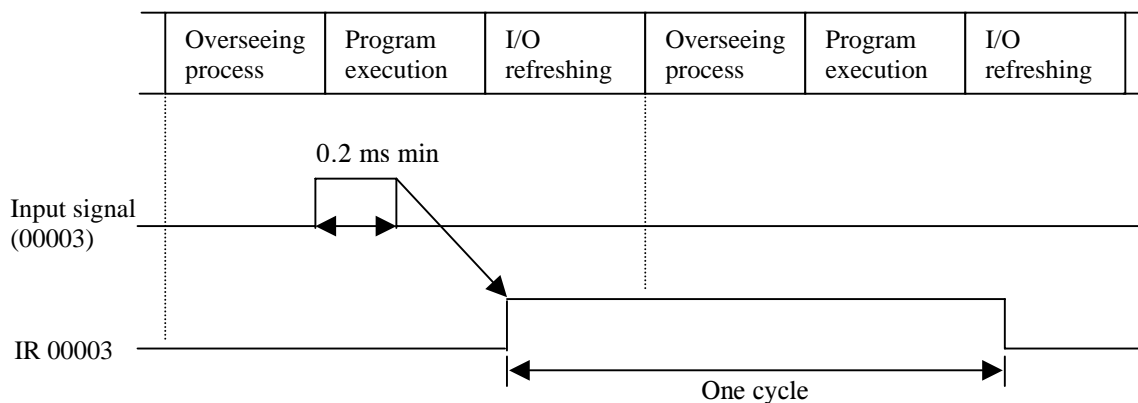 Overseeing process
Program execution
I/O refreshing
Overseeing process
Program execution
I/O refreshing
0.2 ms min
Input signal
(00003)
IR 00003
One cycle